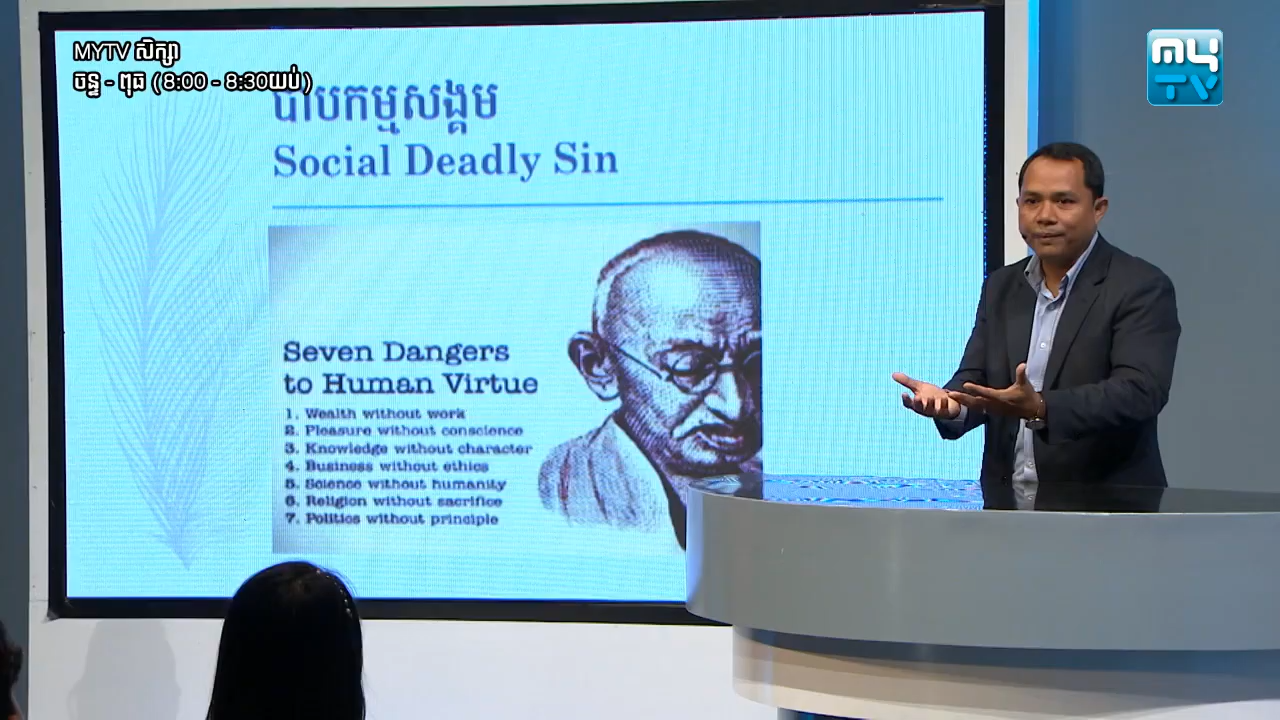 MYTV សិក្សា
ចន្ទ - ពុធ (8:00 - 8:30យប់)
MYTV
បាបកម្មសង្គម
Social Deadly Sin
Seven Dangers
to Human Virtue
1. Wealth without work
2. Pleasure without conscience
3. Knowledge without character
4. Business without ethics
5. Science without humanity
6. Religion without sacrifice
7. Politics without principle